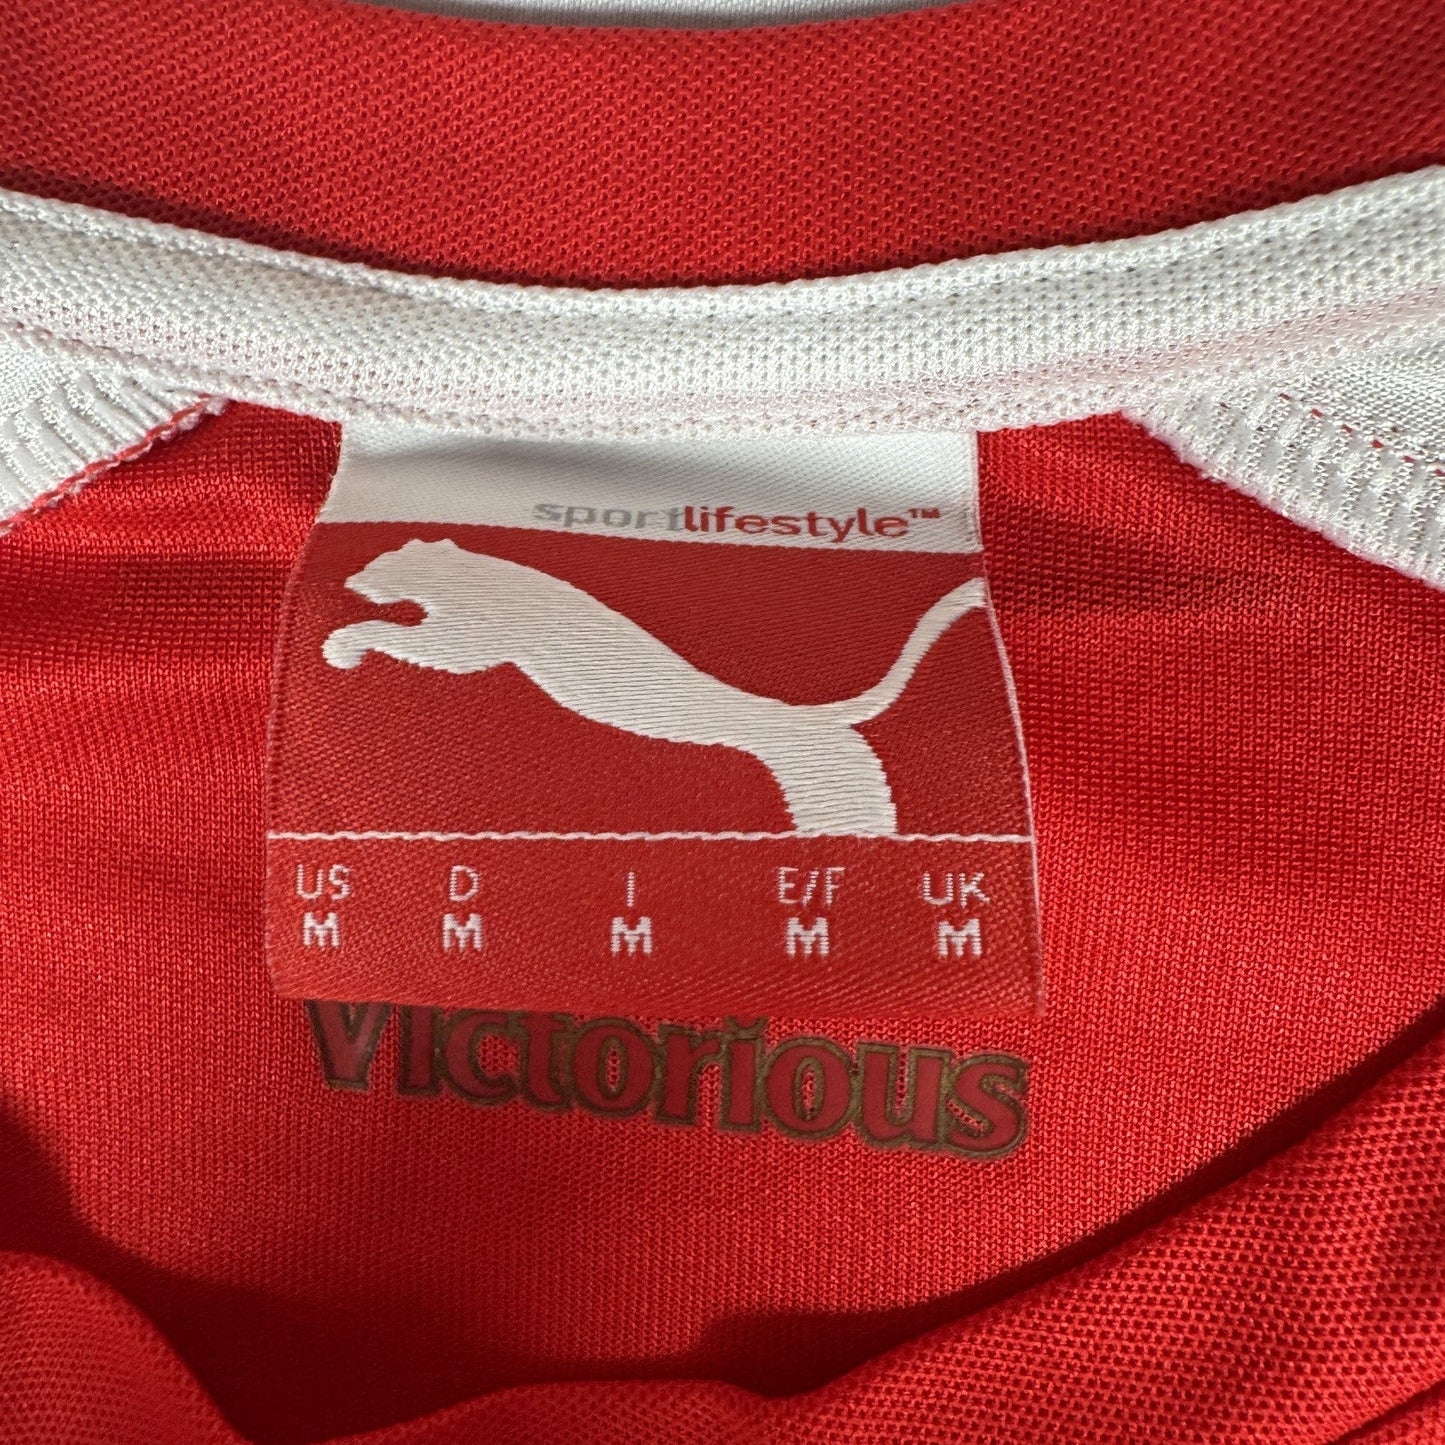 sportlifestyle™
US D I E/F UK
M M M M M
Victorious